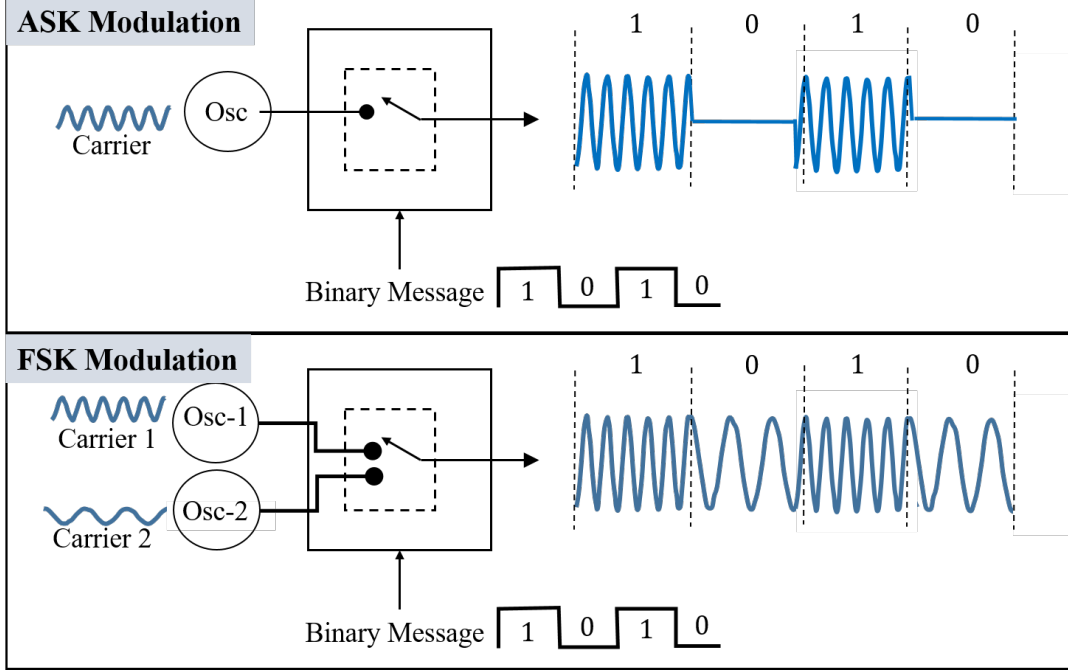 ASK Modulation
1 0 1 0
Osc
Carrier
Binary Message 1 0 1 0
FSK Modulation
1 0 1 0
Osc-1
Carrier 1
Osc-2
Carrier 2
Binary Message 1 0 1 0